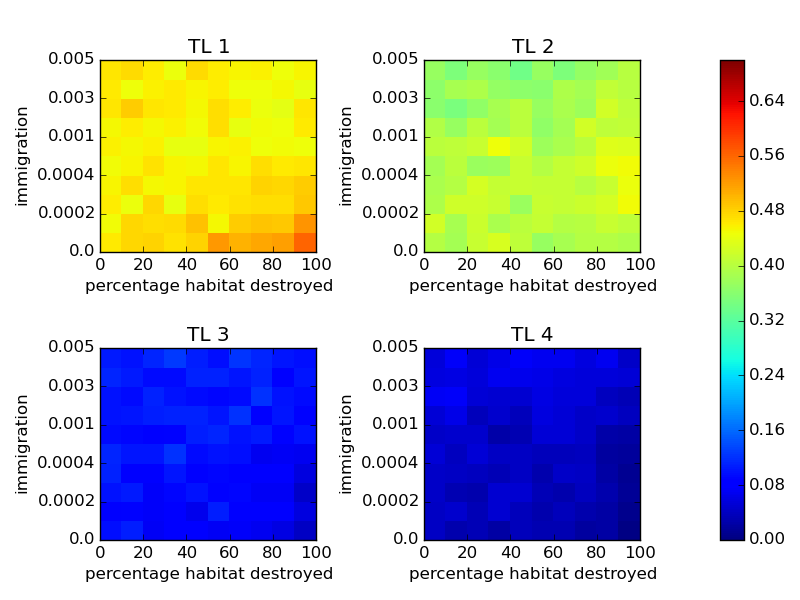 TL 1
0.005
0.003
0.001
0.0004
0.0002
0.0
immigration
0 20 40 60 80 100
percentage habitat destroyed
TL 2
0.005
0.003
0.001
0.0004
0.0002
0.0
immigration
0 20 40 60 80 100
percentage habitat destroyed
TL 3
0.005
0.003
0.001
0.0004
0.0002
0.0
immigration
0 20 40 60 80 100
percentage habitat destroyed
TL 4
0.005
0.003
0.001
0.0004
0.0002
0.0
immigration
0 20 40 60 80 100
percentage habitat destroyed
0.64
0.56
0.48
0.40
0.32
0.24
0.16
0.08
0.00